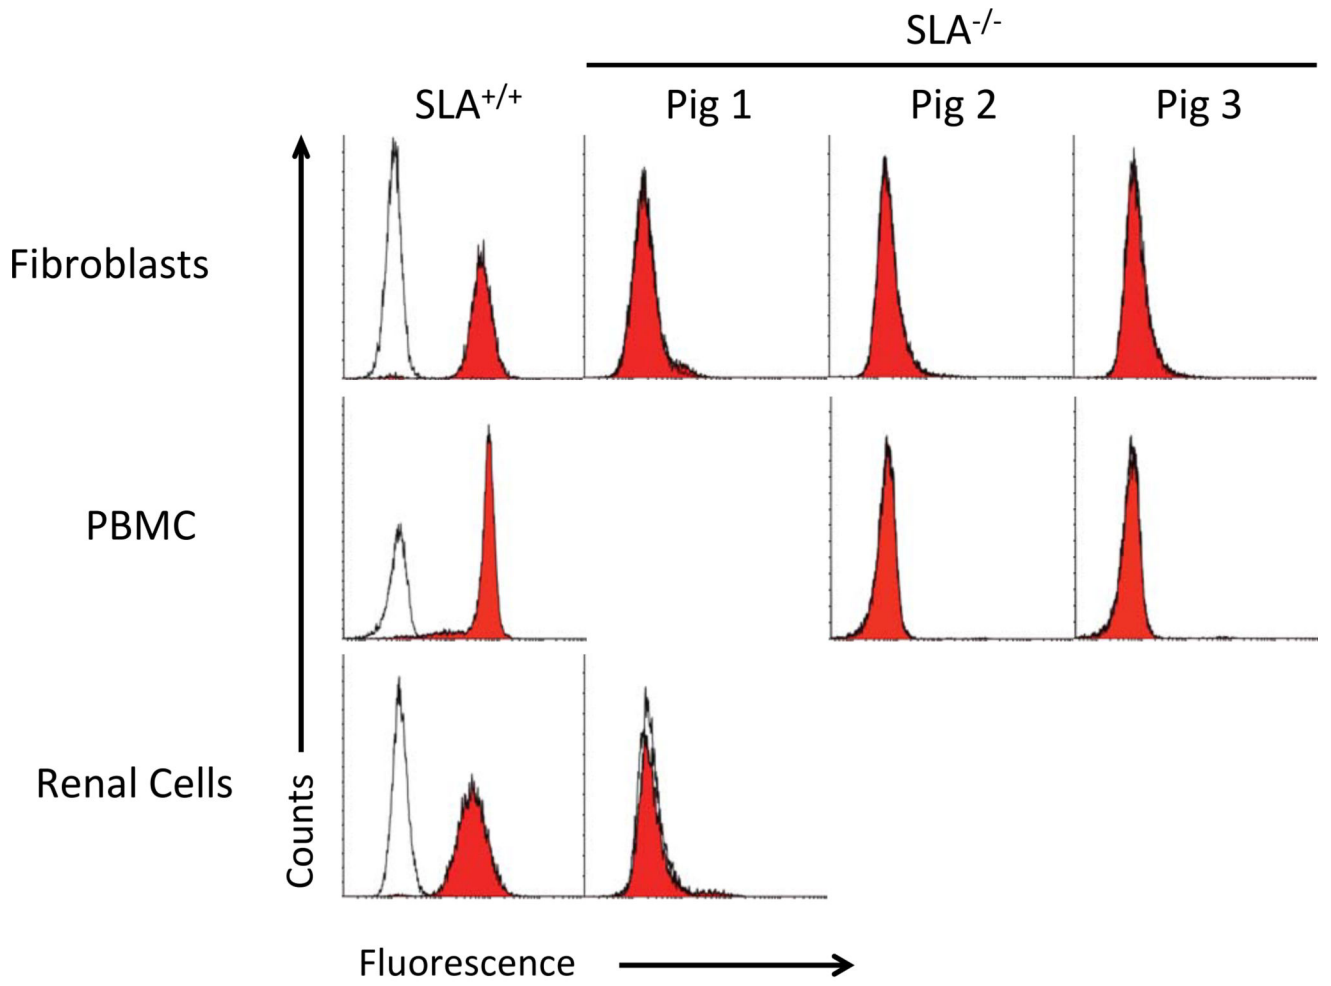 SLA-/-
SLA+/+
Pig 1
Pig 2
Pig 3
Fibroblasts
PBMC
Renal Cells
Counts
Fluorescence